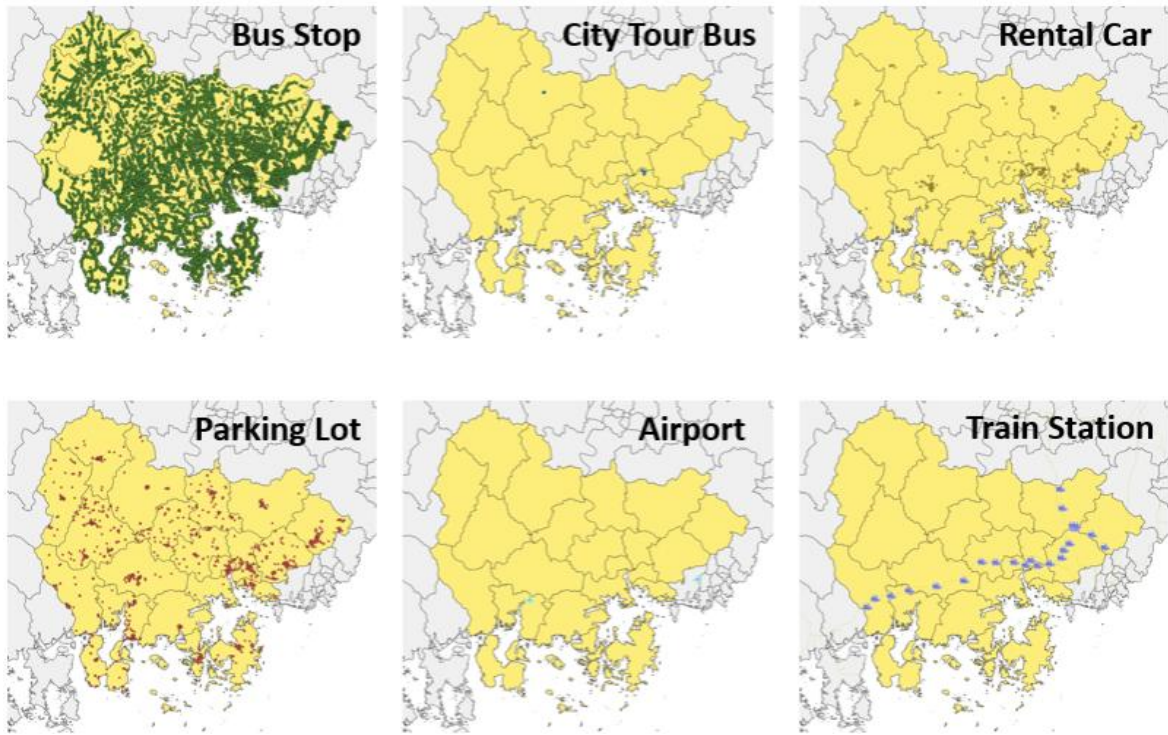 Bus Stop
City Tour Bus
Rental Car
Parking Lot
Airport
Train Station